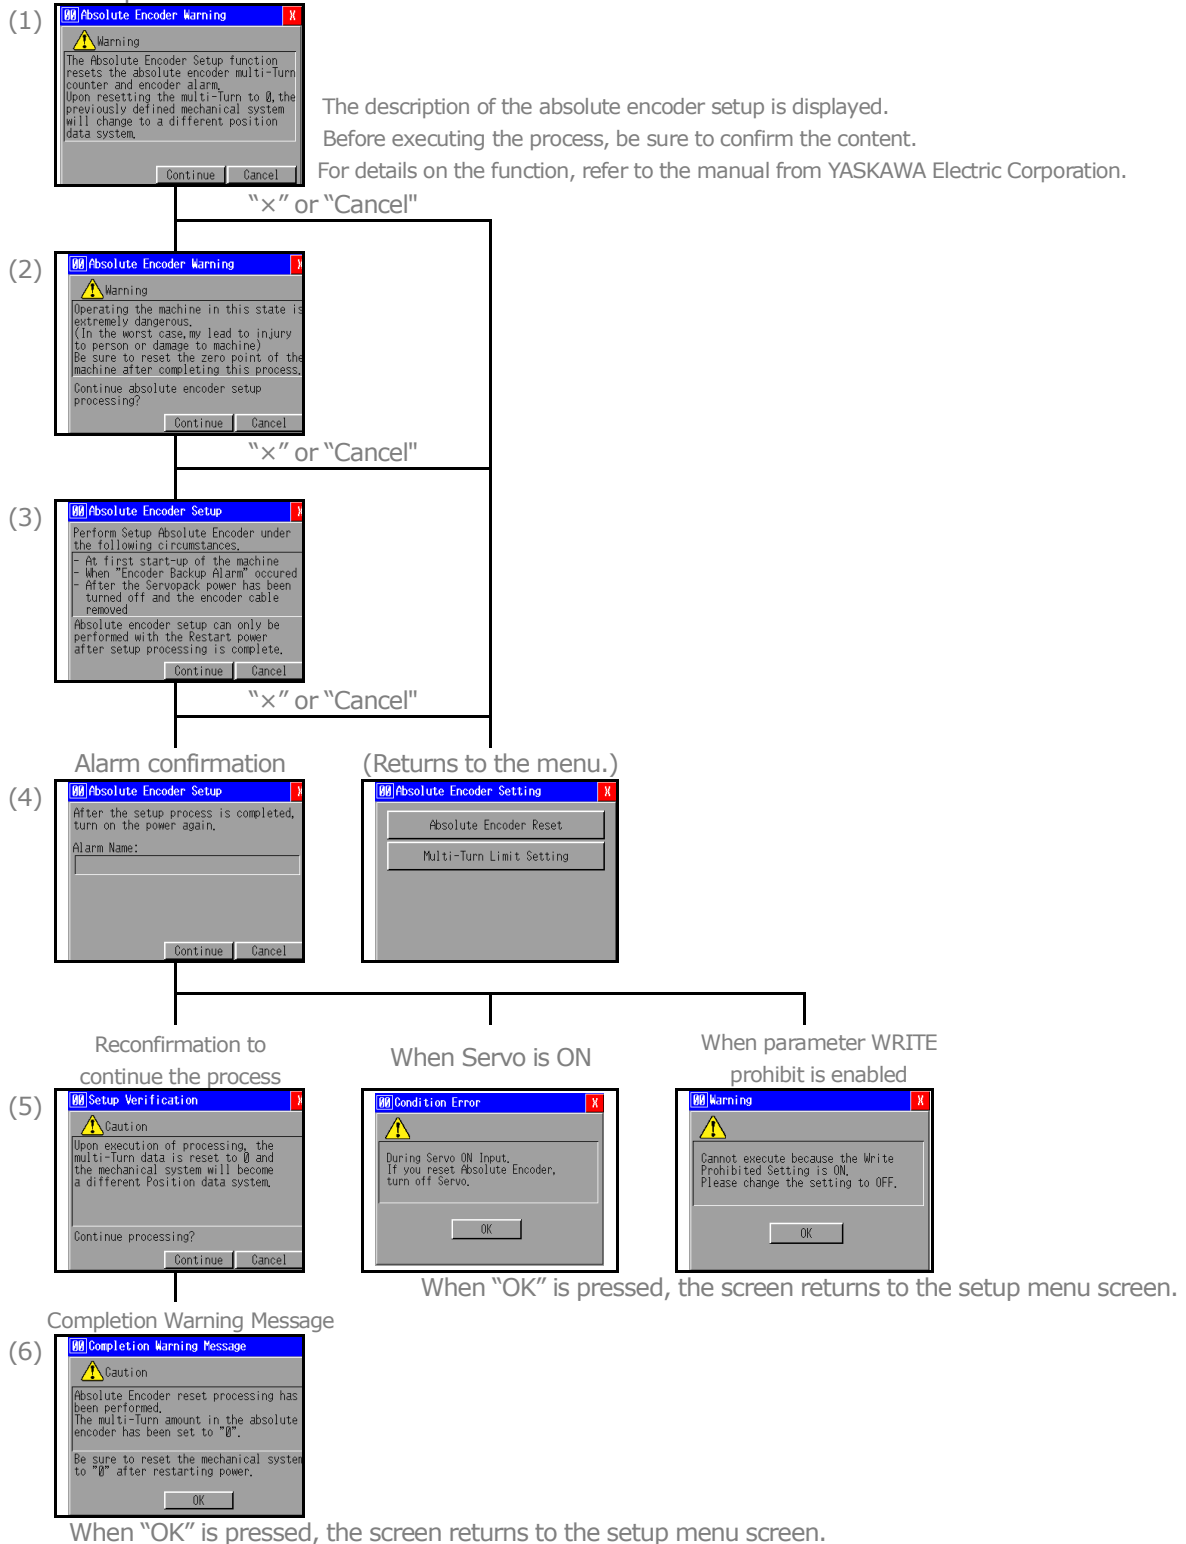 (1)
00 Absolute Encoder Warning X
Warning
The Absolute Encoder Setup function
resets the absolute encoder multi-Turn
counter and encoder alarm.
Upon resetting the multi-Turn to 0,the
previously defined mechanical system
will change to a different position
data system.
Continue Cancel
The description of the absolute encoder setup is displayed.
Before executing the process, be sure to confirm the content.
For details on the function, refer to the manual from YASKAWA Electric Corporation.
“×” or “Cancel"
(2)
00 Absolute Encoder Warning X
Warning
Operating the machine in this state is
extremely dangerous.
(In the worst case,my lead to injury
to person or damage to machine)
Be sure to reset the zero point of the
machine after completing this process.
Continue absolute encoder setup
processing?
Continue Cancel
“×” or “Cancel"
(3)
00 Absolute Encoder Setup X
Perform Setup Absolute Encoder under
the following circumstances.
- At first start-up of the machine
- When "Encoder Backup Alarm" occured
- After the Servopack power has been
turned off and the encoder cable
removed
Absolute encoder setup can only be
performed with the Restart power
after setup processing is complete.
Continue Cancel
“×” or “Cancel"
Alarm confirmation
(Returns to the menu.)
(4)
00 Absolute Encoder Setup X
After the setup process is completed,
turn on the power again.
Alarm Name:
Continue Cancel
00 Absolute Encoder Setting X
Absolute Encoder Reset
Multi-Turn Limit Setting
Reconfirmation to
continue the process
When Servo is ON
When parameter WRITE
prohibit is enabled
(5)
00 Setup Verification X
Caution
Upon execution of processing, the
multi-Turn data is reset to 0 and
the mechanical system will become
a different Position data system.
Continue processing?
Continue Cancel
00 Condition Error X
During Servo ON Input.
If you reset Absolute Encoder,
turn off Servo.
OK
00 Warning X
Cannot execute because the Write
Prohibited Setting is ON.
Please change the setting to OFF.
OK
When “OK” is pressed, the screen returns to the setup menu screen.
Completion Warning Message
(6)
00 Completion Warning Message
Caution
Absolute Encoder reset processing has
been performed.
The multi-Turn amount in the absolute
encoder has been set to "0".
Be sure to reset the mechanical system
to "0" after restarting power.
OK
When “OK” is pressed, the screen returns to the setup menu screen.